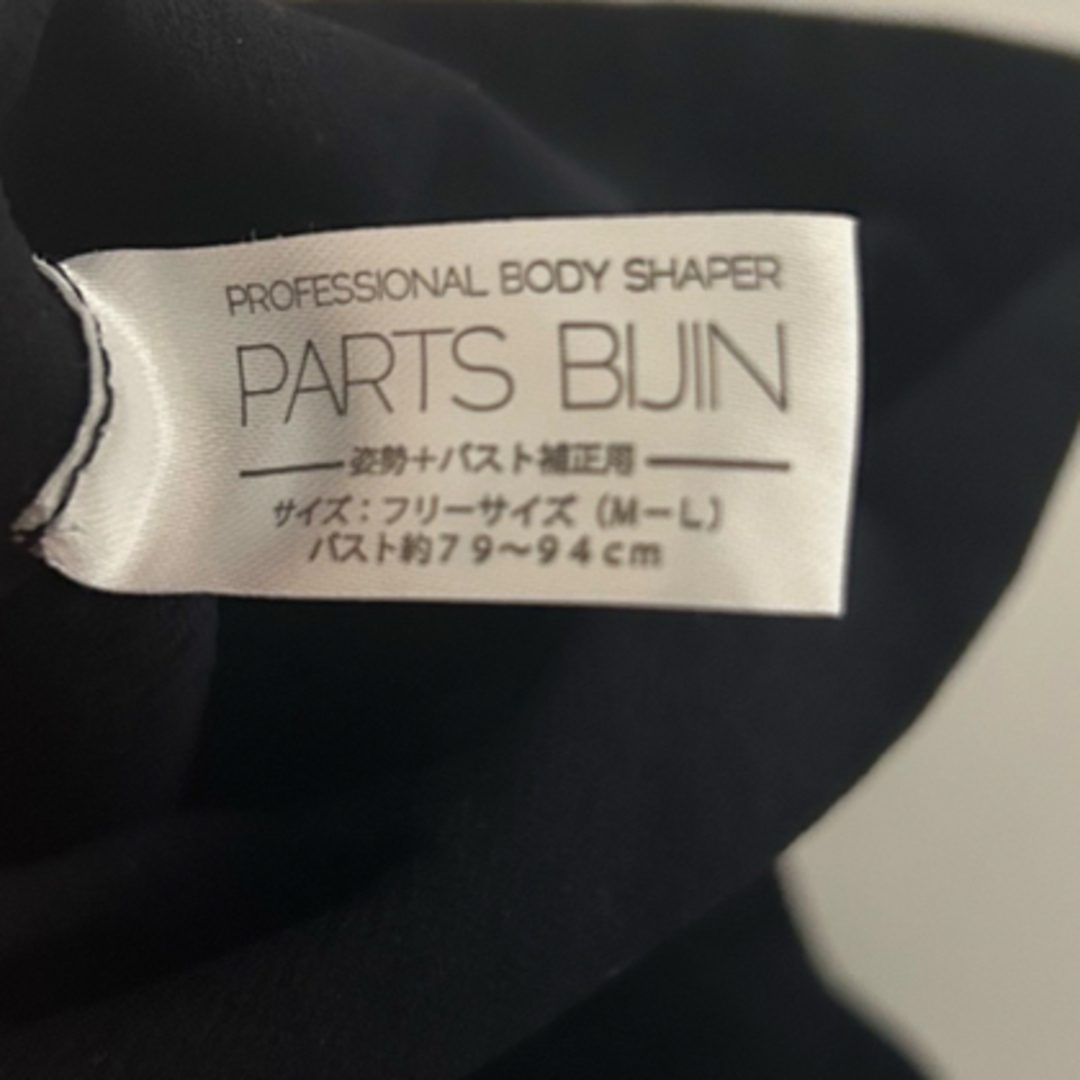 PROFESSIONAL BODY SHAPER
PARTS BIJIN
姿勢+バスト補正用
サイズ:フリーサイズ(M-L)
バスト約79~94cm